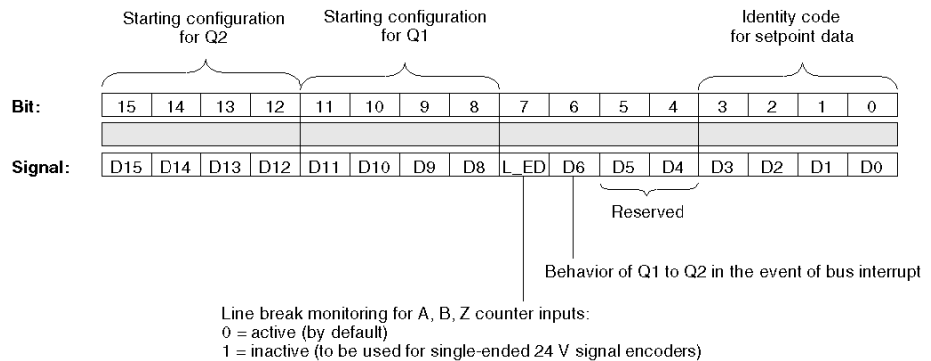 Starting configuration for Q2
Starting configuration for Q1
Identity code for setpoint data
Bit: 15 14 13 12 11 10 9 8 7 6 5 4 3 2 1 0
Signal: D15 D14 D13 D12 D11 D10 D9 D8 L_ED D6 D5 D4 D3 D2 D1 D0
Reserved
Behavior of Q1 to Q2 in the event of bus interrupt
Line break monitoring for A, B, Z counter inputs:
0 = active (by default)
1 = inactive (to be used for single-ended 24 V signal encoders)